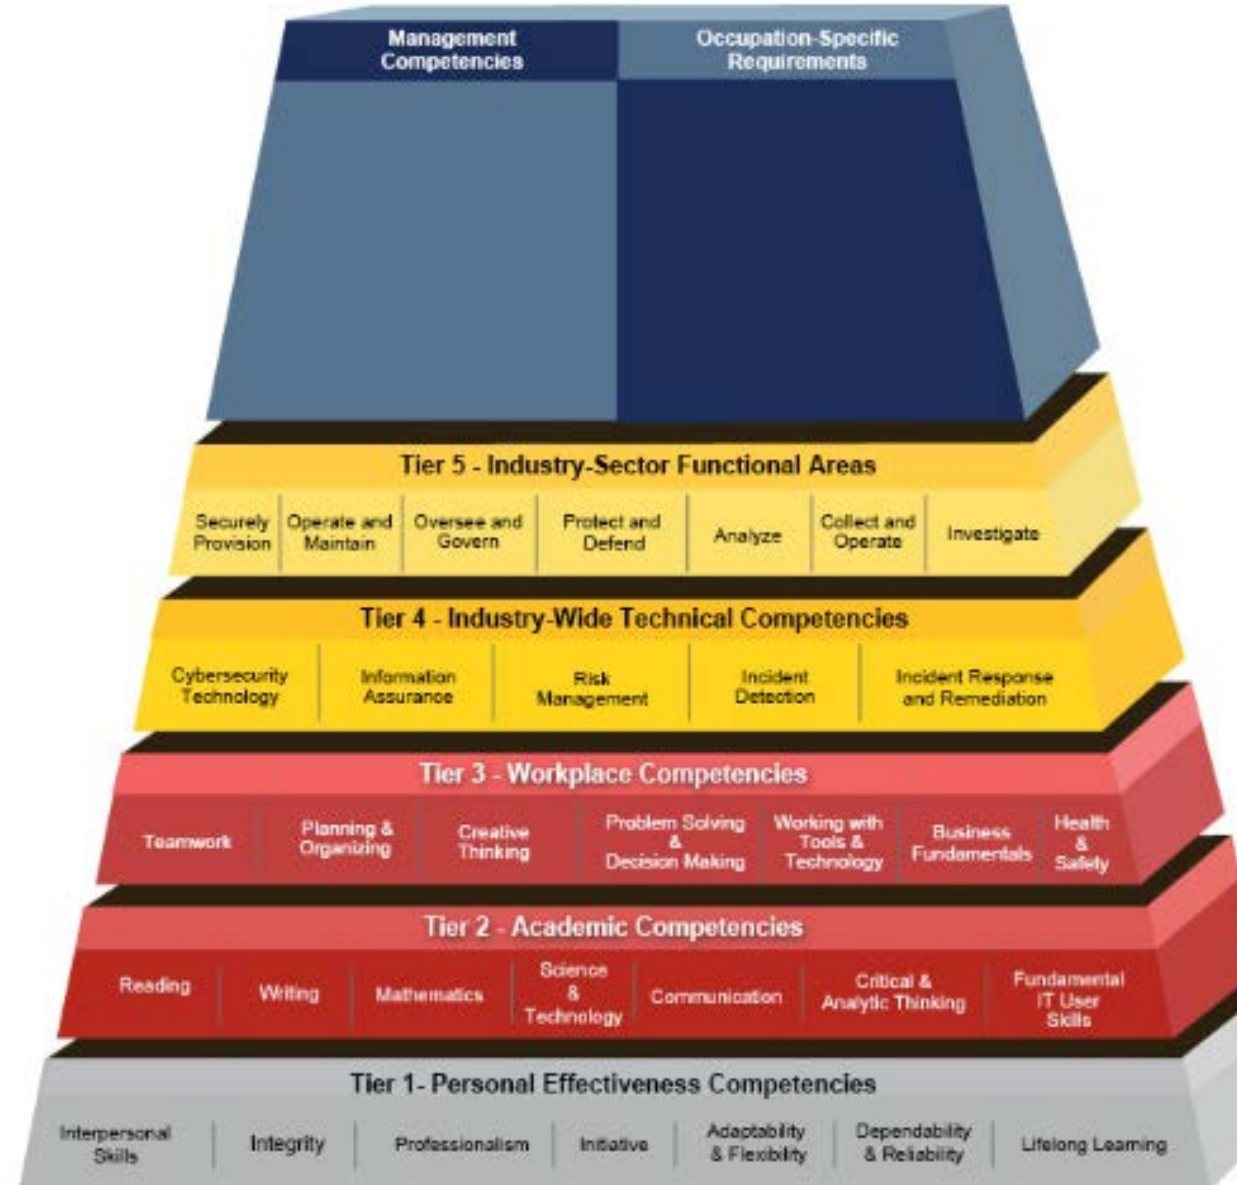 Management
Competencies
Occupation-Specific
Requirements
Tier 5 - Industry-Sector Functional Areas
Securely
Provision
Operate and
Maintain
Oversee and
Govern
Protect and
Defend
Analyze
Collect and
Operate
Investigate
Tier 4 - Industry-Wide Technical Competencies
Cybersecurity
Technology
Information
Assurance
Risk
Management
Incident
Detection
Incident Response
and Remediation
Tier 3 - Workplace Competencies
Teamwork
Planning &
Organizing
Creative
Thinking
Problem Solving
&
Decision Making
Working with
Tools &
Technology
Business
Fundamentals
Health
&
Safety
Tier 2 - Academic Competencies
Reading
Writing
Mathematics
Science
&
Technology
Communication
Critical &
Analytic Thinking
Fundamental
IT User
Skills
Tier 1- Personal Effectiveness Competencies
Interpersonal
Skills
Integrity
Professionalism
Initiative
Adaptability
& Flexibility
Dependability
& Reliability
Lifelong Learning